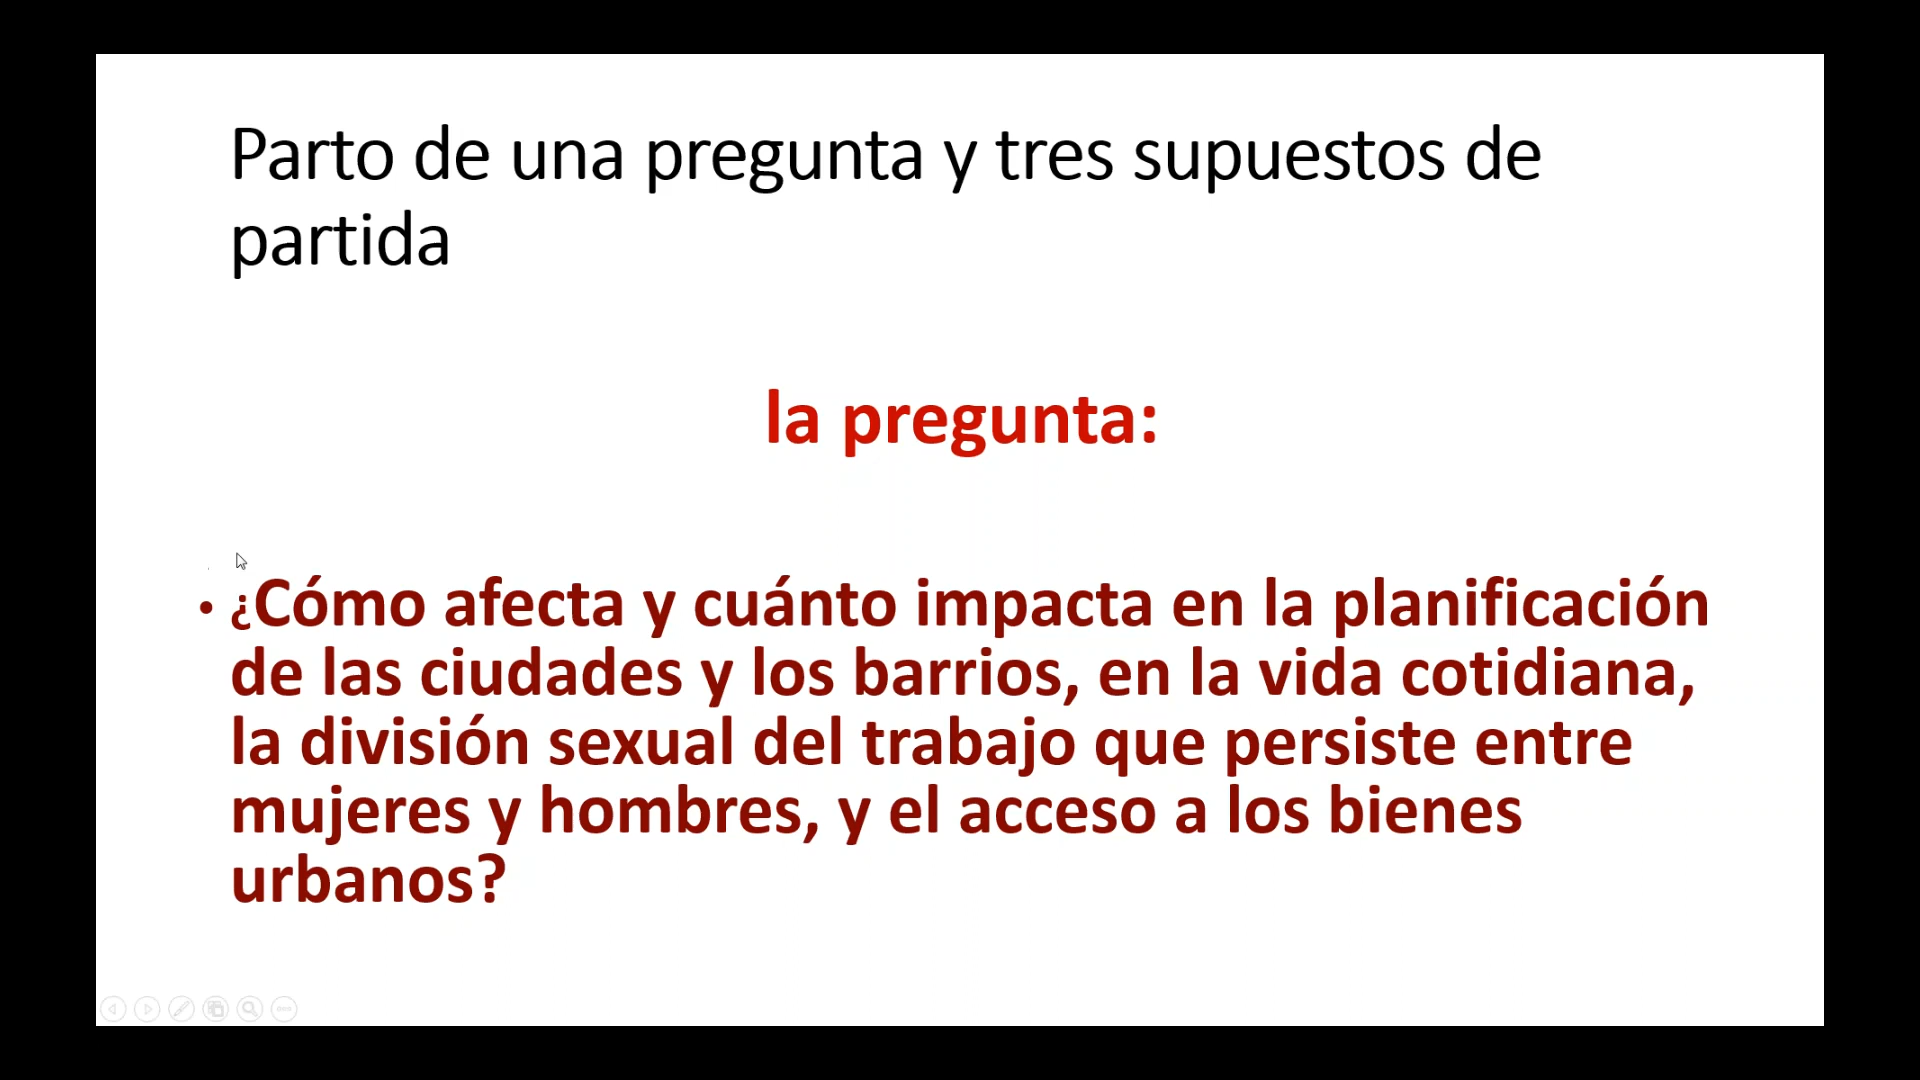 Parto de una pregunta y tres supuestos de
partida
la pregunta:
• ¿Cómo afecta y cuánto impacta en la planificación
de las ciudades y los barrios, en la vida cotidiana,
la división sexual del trabajo que persiste entre
mujeres y hombres, y el acceso a los bienes
urbanos?